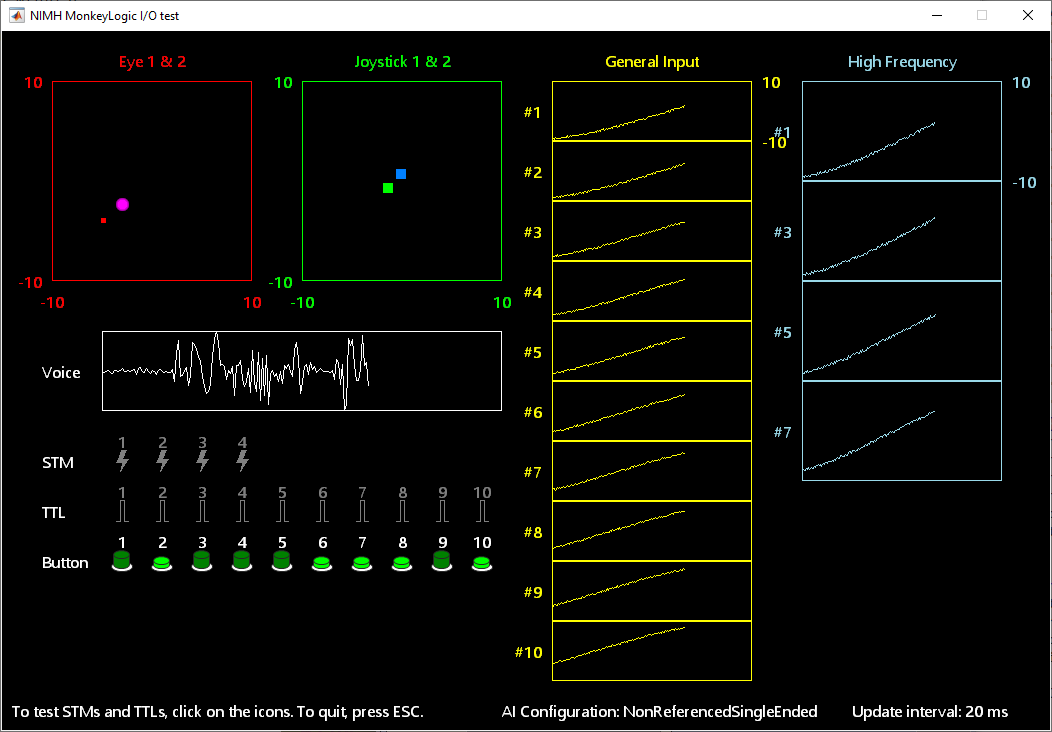 NIMH MonkeyLogic I/O test
Eye 1 & 2
Joystick 1 & 2
General Input
High Frequency
10
-10
-10
10
10
-10
-10
10
#1
#2
#3
#4
#5
#6
#7
#8
#9
#10
10
-10
#1
#3
#5
#7
10
-10
Voice
STM
1 2 3 4
TTL
1 2 3 4 5 6 7 8 9 10
Button
1 2 3 4 5 6 7 8 9 10
To test STMs and TTLs, click on the icons. To quit, press ESC.
AI Configuration: NonReferencedSingleEnded
Update interval: 20 ms